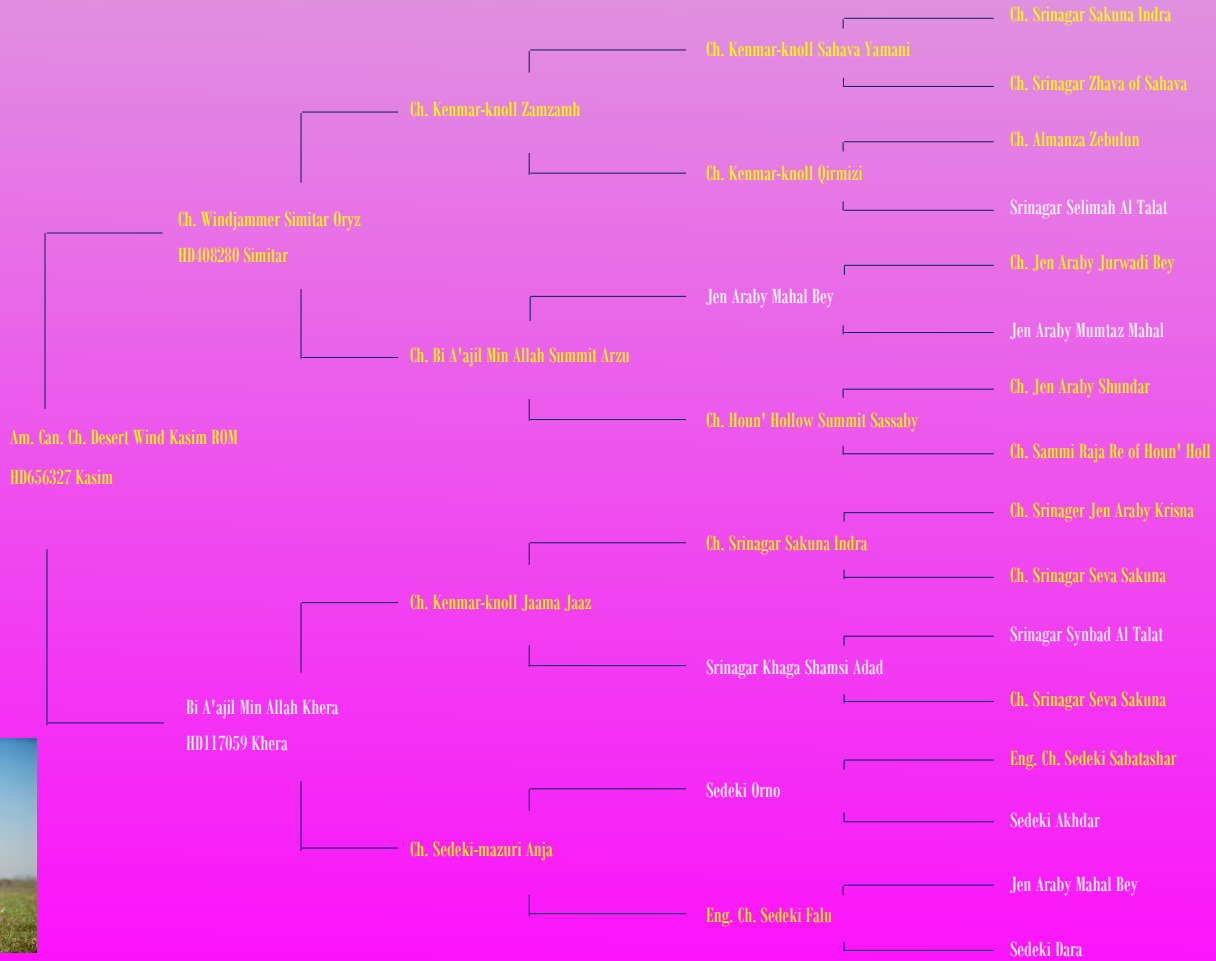 Ch. Srinagar Sakuna Indra
Ch. Kenmar-knoll Sahava Yamani
Ch. Srinagar Zhava of Sahava
Ch. Kenmar-knoll Zamzamh
Ch. Almanza Zebulun
Ch. Kenmar-knoll Qirmizi
Srinagar Selimah Al Talat
Ch. Windjammer Simitar Oryz
HD408280 Simitar
Ch. Jen Araby Jurwadi Bey
Jen Araby Mahal Bey
Jen Araby Mumtaz Mahal
Ch. Bi A'ajil Min Allah Summit Arzu
Ch. Jen Araby Shundar
Ch. Houn' Hollow Summit Sassaby
Ch. Sammi Raja Re of Houn' Holl
Am. Can. Ch. Desert Wind Kasim ROM
HD656327 Kasim
Ch. Srinager Jen Araby Krisna
Ch. Srinagar Sakuna Indra
Ch. Srinagar Seva Sakuna
Ch. Kenmar-knoll Jaama Jaaz
Srinagar Synbad Al Talat
Srinagar Khaga Shamsi Adad
Ch. Srinagar Seva Sakuna
Bi A'ajil Min Allah Khera
HD117059 Khera
Eng. Ch. Sedeki Sabatashar
Sedeki Orno
Sedeki Akhdar
Ch. Sedeki-mazuri Anja
Jen Araby Mahal Bey
Eng. Ch. Sedeki Falu
Sedeki Dara